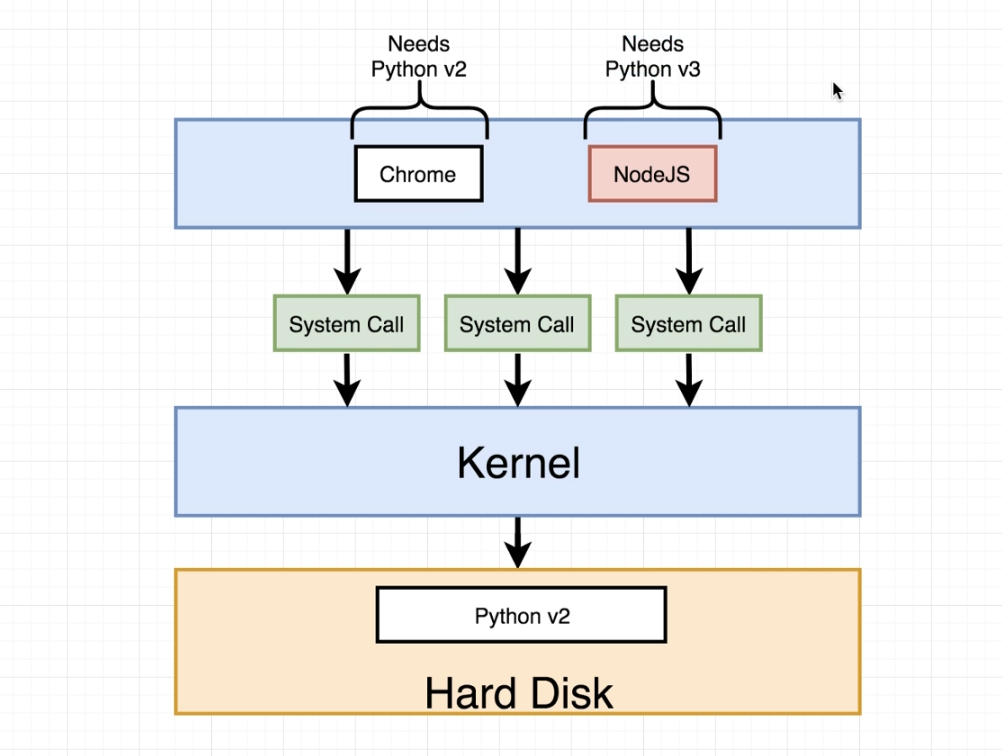 Needs
Python v2
Needs
Python v3
Chrome
NodeJS
System Call
System Call
System Call
Kernel
Python v2
Hard Disk